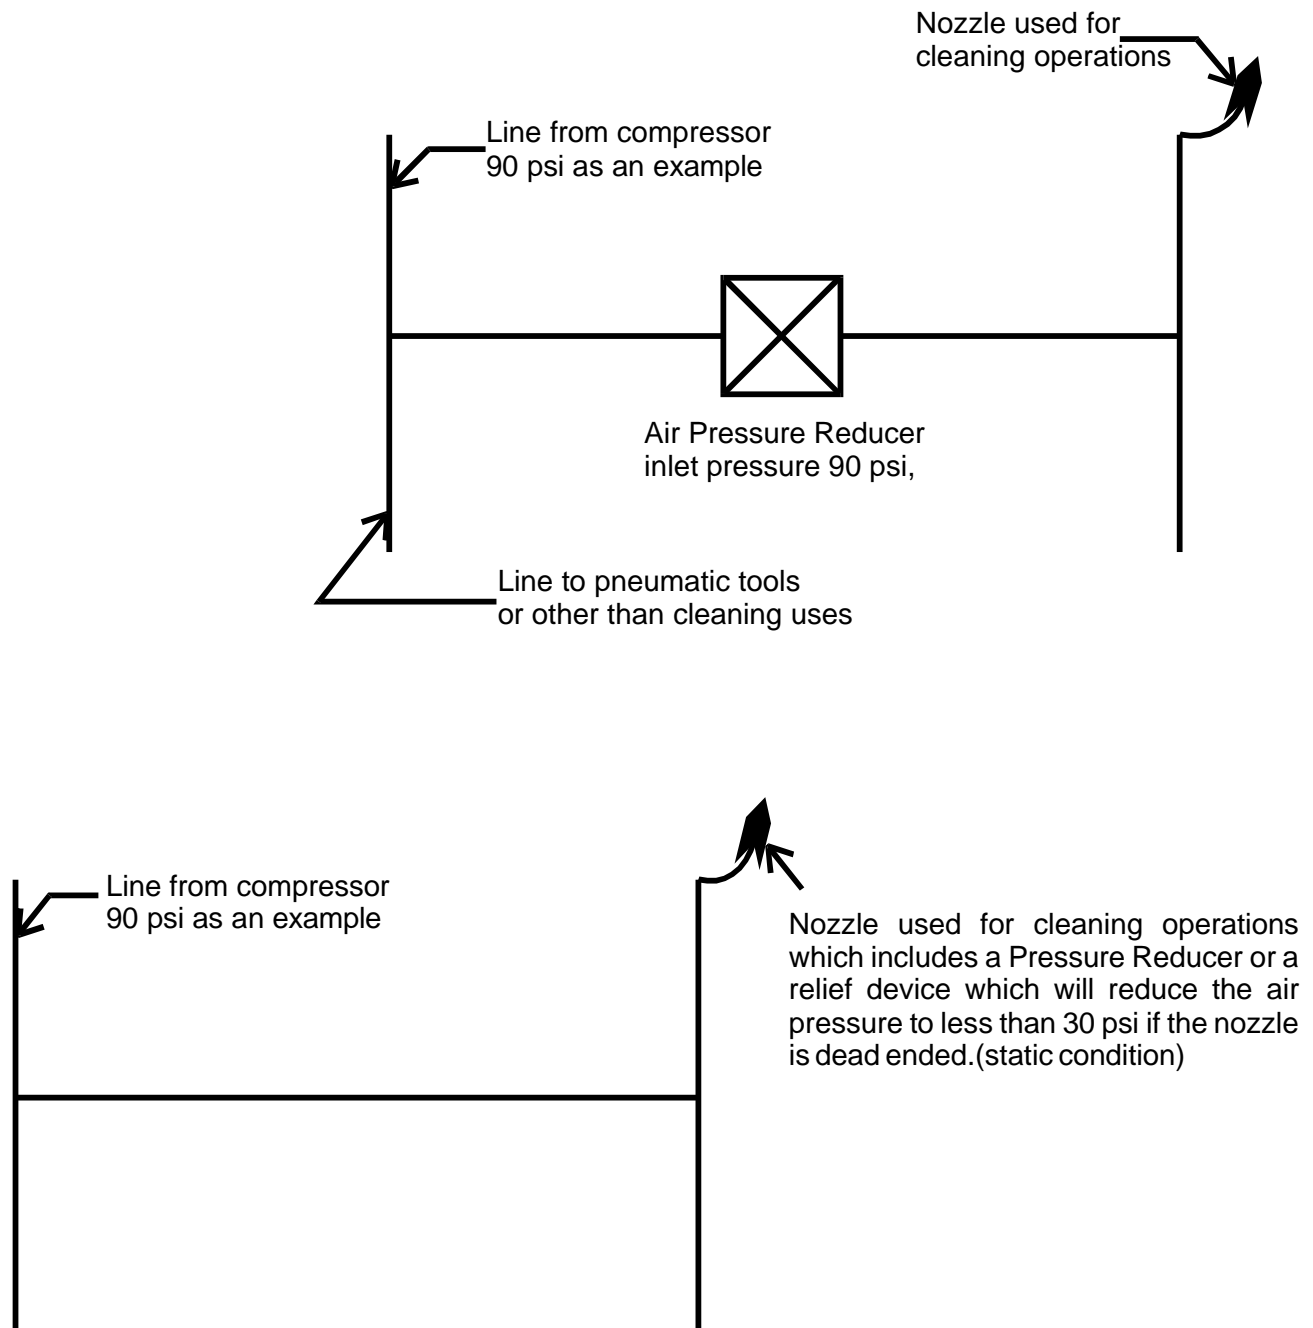 Nozzle used for
cleaning operations
Line from compressor
90 psi as an example
Air Pressure Reducer
inlet pressure 90 psi,
Line to pneumatic tools
or other than cleaning uses
Line from compressor
90 psi as an example
Nozzle used for cleaning operations
which includes a Pressure Reducer or a
relief device which will reduce the air
pressure to less than 30 psi if the nozzle
is dead ended.(static condition)